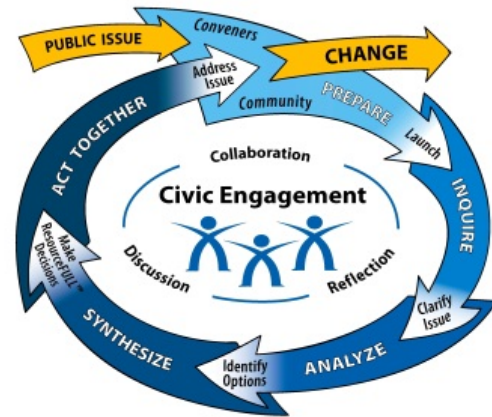 PUBLIC ISSUE
Conveners
Address
Issue
CHANGE
Community
PREPARE
Launch
INQUIRE
Clarify
Issue
ANALYZE
Identify
Options
SYNTHESIZE
Make
ResourceFULL™
Decisions
ACT TOGETHER
Collaboration
Civic Engagement
Discussion
Reflection